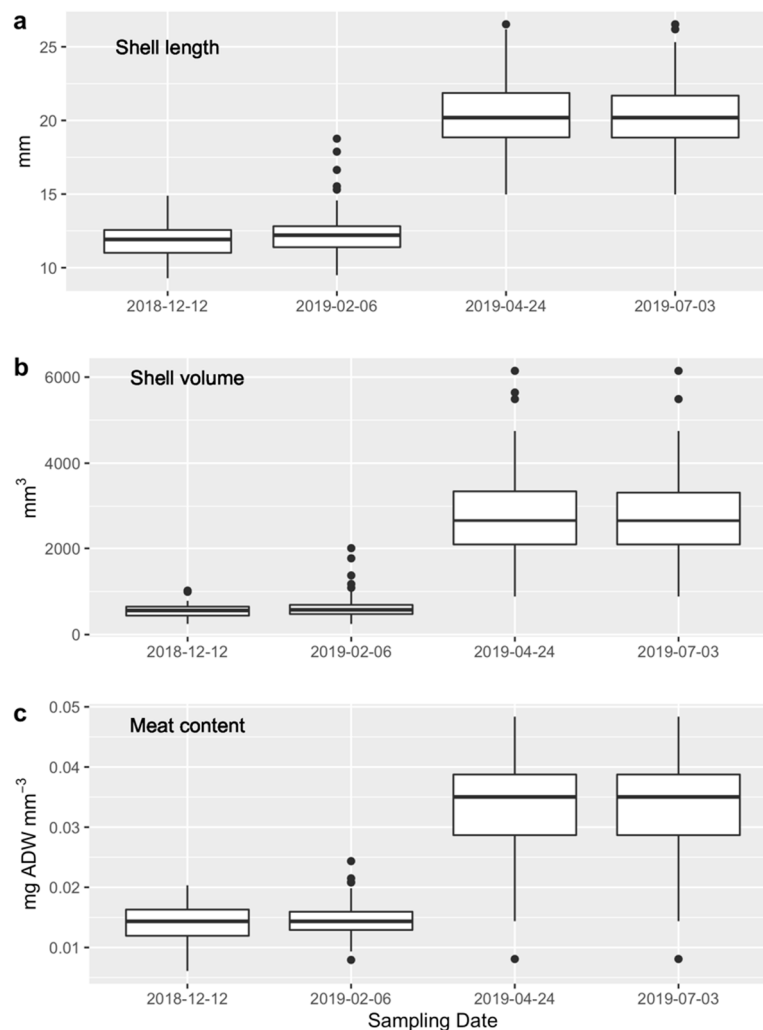 a
Shell length
25
20
15
10
mm
2018-12-12 2019-02-06 2019-04-24 2019-07-03
b
Shell volume
6000
4000
2000
0
mm³
2018-12-12 2019-02-06 2019-04-24 2019-07-03
c
Meat content
0.05
0.04
0.03
0.02
0.01
mg ADW mm⁻³
2018-12-12 2019-02-06 2019-04-24 2019-07-03
Sampling Date